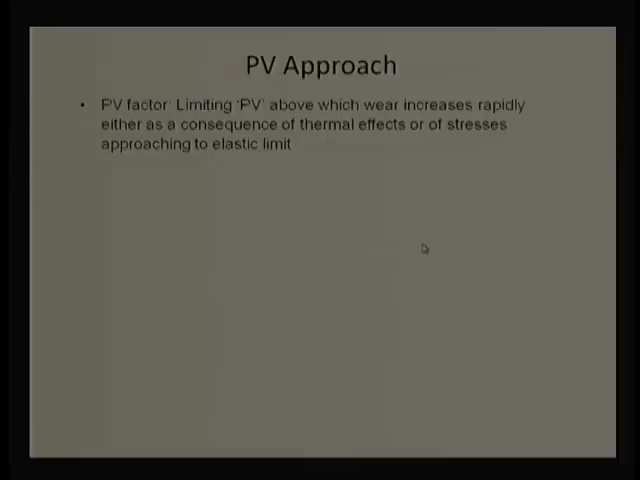 PV Approach
• PV factor: Limiting 'PV' above which wear increases rapidly
either as a consequence of thermal effects or of stresses
approaching to elastic limit